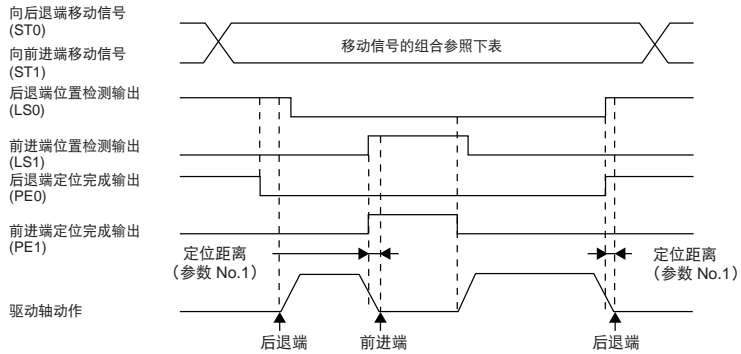 向后退端移动信号
(ST0)
向前进端移动信号
(ST1)
移动信号的组合参照下表
后退端位置检测输出
(LS0)
前进端位置检测输出
(LS1)
后退端定位完成输出
(PE0)
前进端定位完成输出
(PE1)
定位距离
（参数 No.1）
定位距离
（参数 No.1）
驱动轴动作
后退端
前进端
后退端